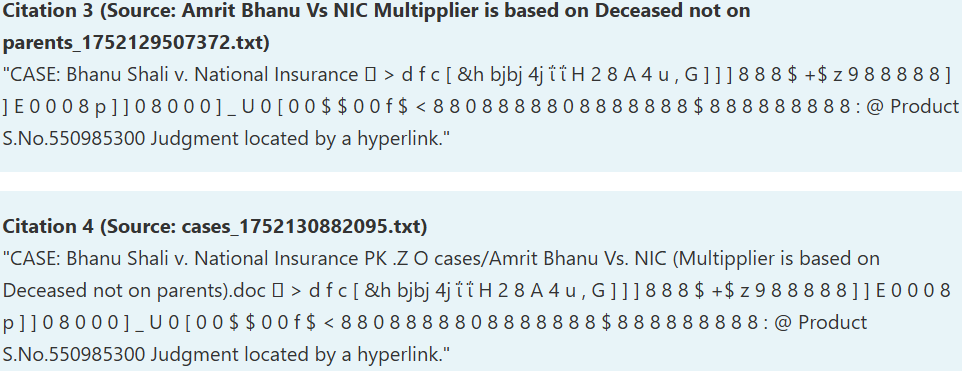 Citation 3 (Source: Amrit Bhanu Vs NIC Multipplier is based on Deceased not on
parents_1752129507372.txt)
"CASE: Bhanu Shali v. National Insurance  > d f c [ &h bjbj 4j ΐ ΐ H 2 8 A 4 u , G ] ] ] 8 8 8 $ +$ z 9 8 8 8 8 8 ]
] E 0 0 0 8 p ] ] 0 8 0 0 0 ] _ U 0 [ 0 0 $ $ 0 0 f $ < 8 8 0 8 8 8 8 8 0 8 8 8 8 8 8 8 $ 8 8 8 8 8 8 8 8 8 : @ Product
S.No.550985300 Judgment located by a hyperlink."
Citation 4 (Source: cases_1752130882095.txt)
"CASE: Bhanu Shali v. National Insurance PK .Z O cases/Amrit Bhanu Vs. NIC (Multipplier is based on
Deceased not on parents).doc  > d f c [ &h bjbj 4j ΐ ΐ H 2 8 A 4 u , G ] ] ] 8 8 8 $ +$ z 9 8 8 8 8 8 ] ] E 0 0 0 8
p ] ] 0 8 0 0 0 ] _ U 0 [ 0 0 $ $ 0 0 f $ < 8 8 0 8 8 8 8 8 0 8 8 8 8 8 8 8 $ 8 8 8 8 8 8 8 8 8 : @ Product
S.No.550985300 Judgment located by a hyperlink."